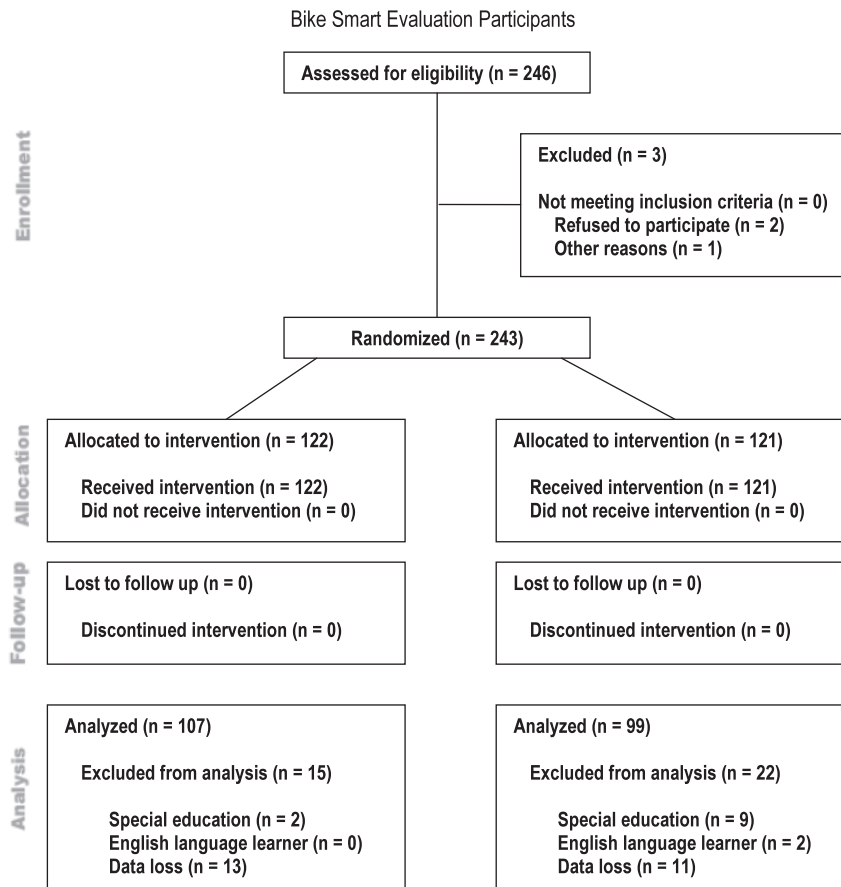 Bike Smart Evaluation Participants
Assessed for eligibility (n = 246)
Enrollment
Excluded (n = 3)
Not meeting inclusion criteria (n = 0)
Refused to participate (n = 2)
Other reasons (n = 1)
Randomized (n = 243)
Allocation
Allocated to intervention (n = 122)
Received intervention (n = 122)
Did not receive intervention (n = 0)
Allocated to intervention (n = 121)
Received intervention (n = 121)
Did not receive intervention (n = 0)
Follow-up
Lost to follow up (n = 0)
Discontinued intervention (n = 0)
Lost to follow up (n = 0)
Discontinued intervention (n = 0)
Analysis
Analyzed (n = 107)
Excluded from analysis (n = 15)
Special education (n = 2)
English language learner (n = 0)
Data loss (n = 13)
Analyzed (n = 99)
Excluded from analysis (n = 22)
Special education (n = 9)
English language learner (n = 2)
Data loss (n = 11)